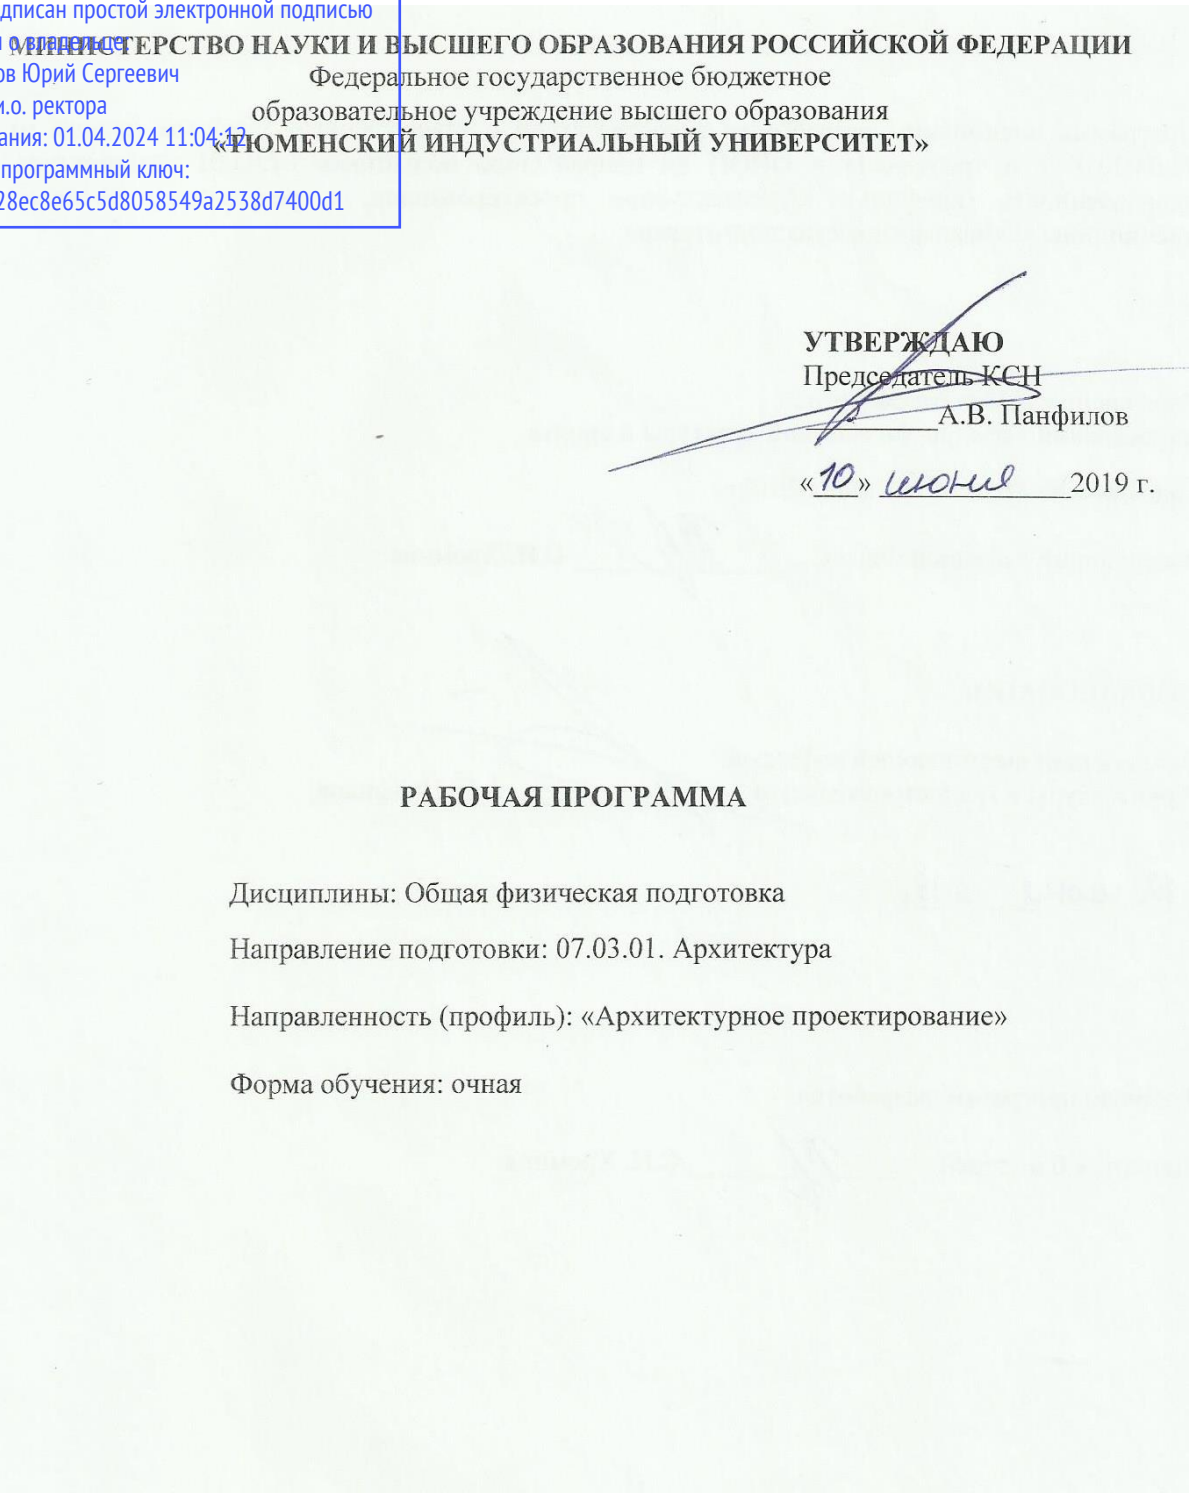 дписан простой электронной подписью
о владельце
ов Юрий Сергеевич
и.о. ректора
ания: 01.04.2024 11:04:12
программный ключ:
28ec8e65c5d8058549a2538d7400d1
МИНИСТЕРСТВО НАУКИ И ВЫСШЕГО ОБРАЗОВАНИЯ РОССИЙСКОЙ ФЕДЕРАЦИИ
Федеральное государственное бюджетное
образовательное учреждение высшего образования
«ТЮМЕНСКИЙ ИНДУСТРИАЛЬНЫЙ УНИВЕРСИТЕТ»
УТВЕРЖДАЮ
Председатель КСН
__________А.В. Панфилов
«10» июня 2019 г.
РАБОЧАЯ ПРОГРАММА
Дисциплины: Общая физическая подготовка
Направление подготовки: 07.03.01. Архитектура
Направленность (профиль): «Архитектурное проектирование»
Форма обучения: очная